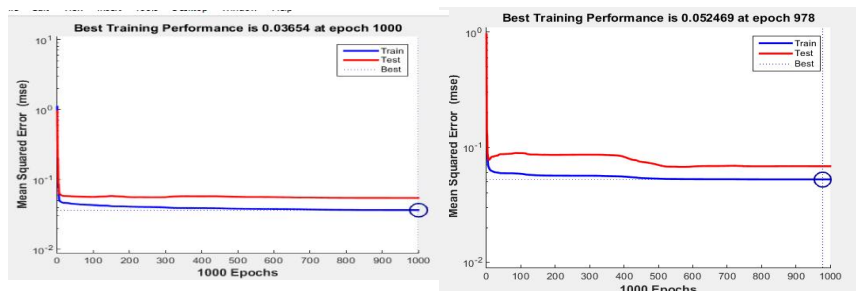 Best Training Performance is 0.03654 at epoch 1000
Mean Squared Error (mse)
10^1
10^0
10^-1
10^-2
Train
Test
Best
0 100 200 300 400 500 600 700 800 900 1000
1000 Epochs
Best Training Performance is 0.052469 at epoch 978
Mean Squared Error (mse)
10^0
10^-1
10^-2
Train
Test
Best
0 100 200 300 400 500 600 700 800 900 1000
1000 Epochs